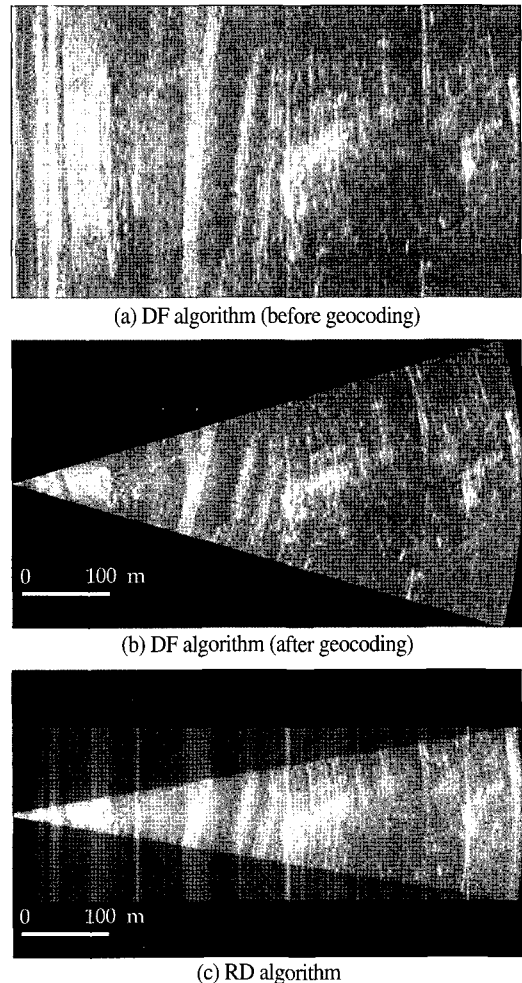 (a) DF algorithm (before geocoding)
0 100 m
(b) DF algorithm (after geocoding)
0 100 m
(c) RD algorithm